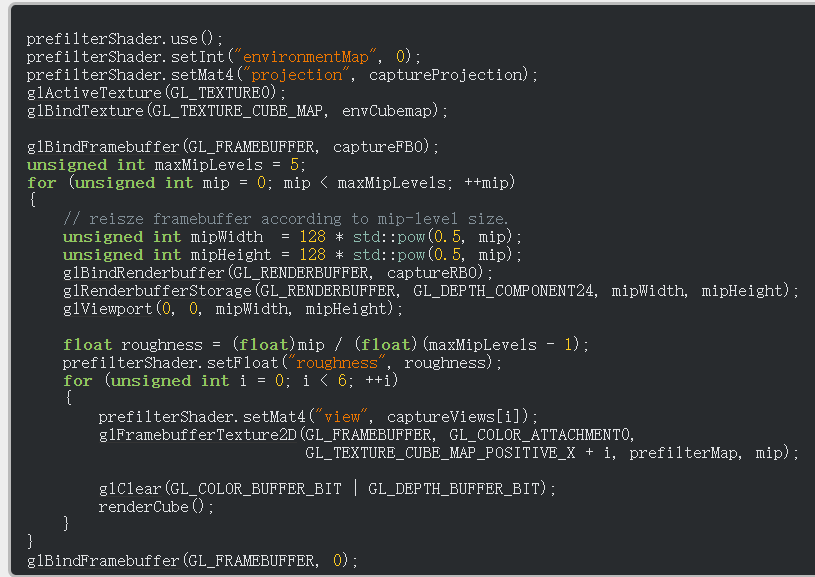 prefilterShader.use();
prefilterShader.setInt("environmentMap", 0);
prefilterShader.setMat4("projection", captureProjection);
glActiveTexture(GL_TEXTURE0);
glBindTexture(GL_TEXTURE_CUBE_MAP, envCubemap);

glBindFramebuffer(GL_FRAMEBUFFER, captureFBO);
unsigned int maxMipLevels = 5;
for (unsigned int mip = 0; mip < maxMipLevels; ++mip)
{
    // reisze framebuffer according to mip-level size.
    unsigned int mipWidth  = 128 * std::pow(0.5, mip);
    unsigned int mipHeight = 128 * std::pow(0.5, mip);
    glBindRenderbuffer(GL_RENDERBUFFER, captureRBO);
    glRenderbufferStorage(GL_RENDERBUFFER, GL_DEPTH_COMPONENT24, mipWidth, mipHeight);
    glViewport(0, 0, mipWidth, mipHeight);

    float roughness = (float)mip / (float)(maxMipLevels - 1);
    prefilterShader.setFloat("roughness", roughness);
    for (unsigned int i = 0; i < 6; ++i)
    {
        prefilterShader.setMat4("view", captureViews[i]);
        glFramebufferTexture2D(GL_FRAMEBUFFER, GL_COLOR_ATTACHMENT0,
                               GL_TEXTURE_CUBE_MAP_POSITIVE_X + i, prefilterMap, mip);

        glClear(GL_COLOR_BUFFER_BIT | GL_DEPTH_BUFFER_BIT);
        renderCube();
    }
}
glBindFramebuffer(GL_FRAMEBUFFER, 0);